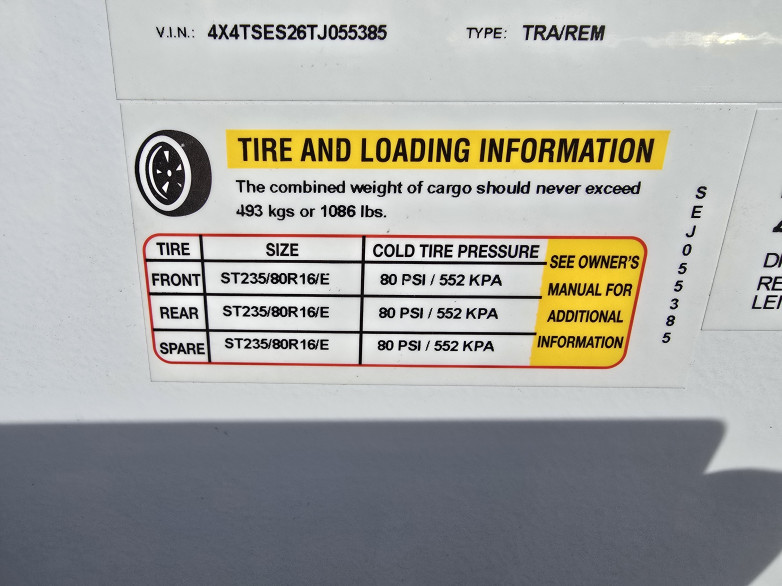 V.I.N.: 4X4TSES26TJ055385 TYPE: TRA/REM
TIRE AND LOADING INFORMATION
The combined weight of cargo should never exceed
493 kgs or 1086 lbs.
TIRE SIZE COLD TIRE PRESSURE
FRONT ST235/80R16/E 80 PSI / 552 KPA
REAR ST235/80R16/E 80 PSI / 552 KPA
SPARE ST235/80R16/E 80 PSI / 552 KPA
SEE OWNER'S
MANUAL FOR
ADDITIONAL
INFORMATION
SEJ055385